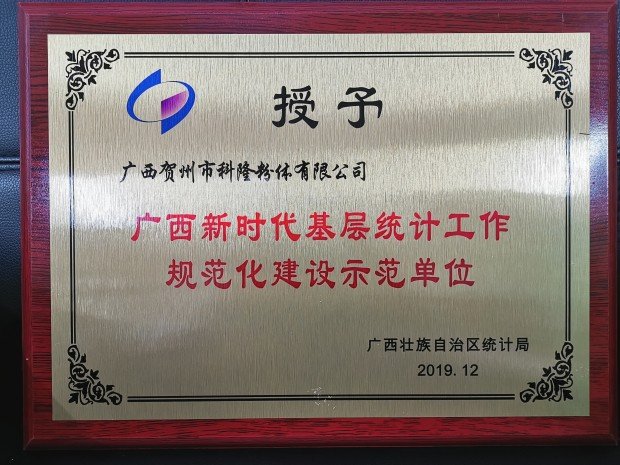 授予
广西贺州市科隆粉体有限公司
广西新时代基层统计工作
规范化建设示范单位
广西壮族自治区统计局
2019.12